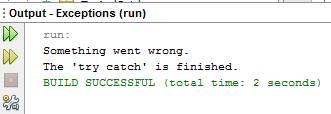 Output - Exceptions (run)
run:
Something went wrong.
The 'try catch' is finished.
BUILD SUCCESSFUL (total time: 2 seconds)